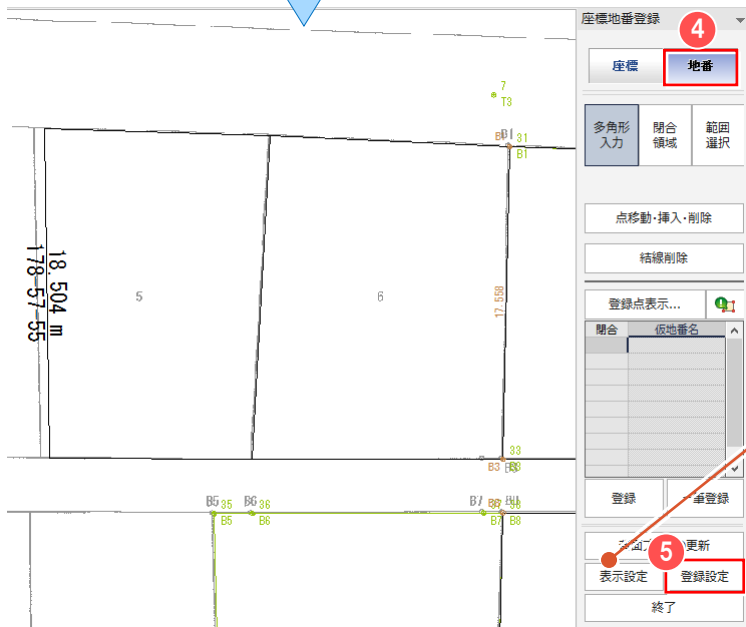 座標地番登録
4
座標
地番
多角形
入力
閉合
領域
範囲
選択
点移動・挿入・削除
結線削除
登録点表示...
閉合
仮地番名
登録
筆登録
更新
5
表示設定
登録設定
終了
7
T3
31
B1
5
6
18.504 m
178-57-55
17.558
33
B3
B5
35
B5
B6
36
B6
B7
B7
B8